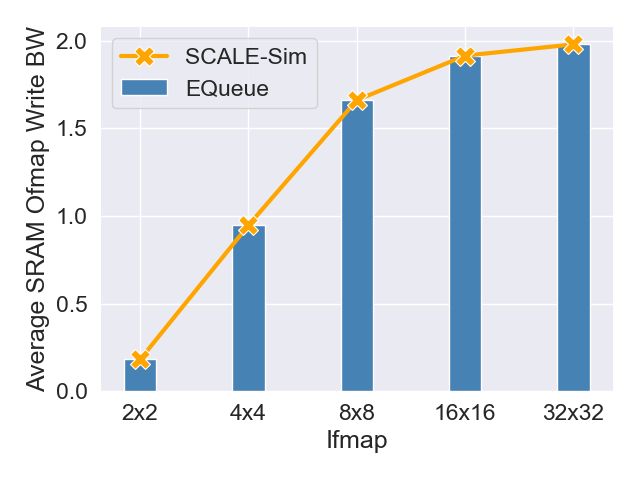 Average SRAM Ofmap Write BW
2.0
1.5
1.0
0.5
0.0
SCALE-Sim
EQueue
2x2 4x4 8x8 16x16 32x32
Ifmap